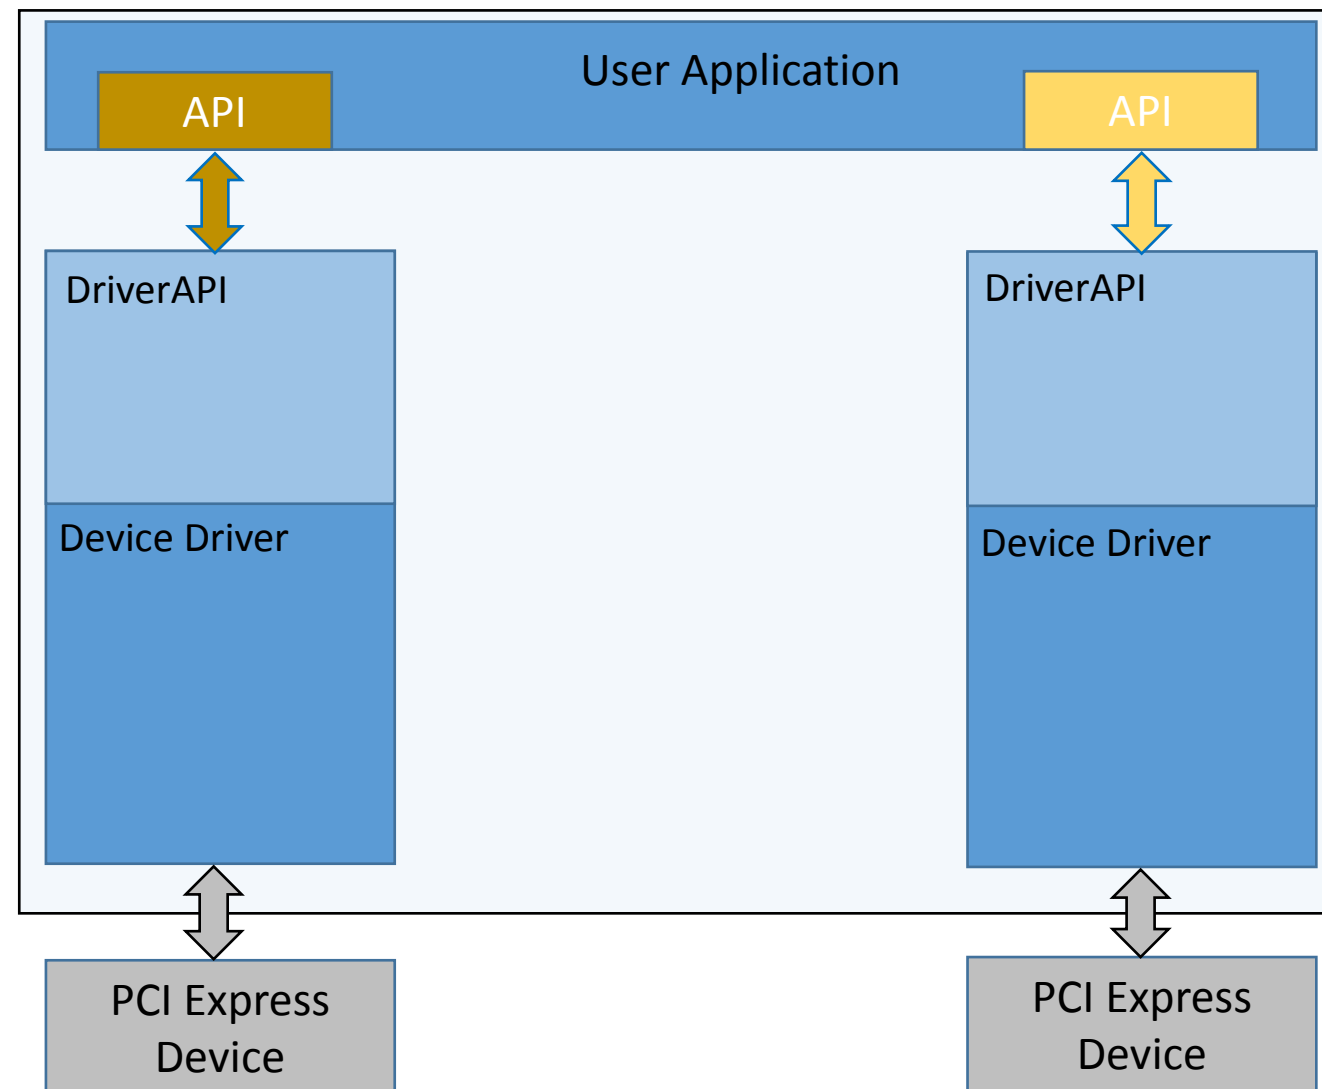 User Application
API
API
DriverAPI
DriverAPI
Device Driver
Device Driver
PCI Express
Device
PCI Express
Device